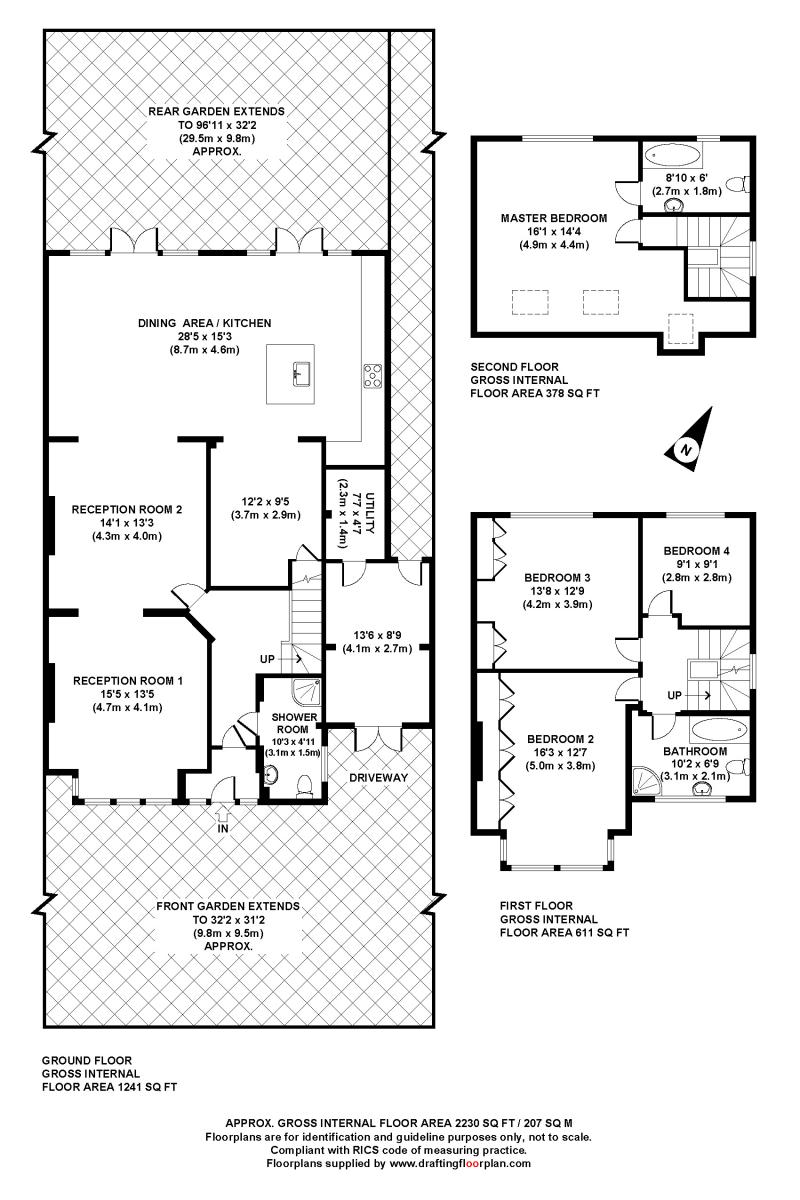 REAR GARDEN EXTENDS
TO 96'11 x 32'2
(29.5m x 9.8m)
APPROX.
DINING AREA / KITCHEN
28'5 x 15'3
(8.7m x 4.6m)
RECEPTION ROOM 2
14'1 x 13'3
(4.3m x 4.0m)
12'2 x 9'5
(3.7m x 2.9m)
UTILITY
7'7 x 4'7
(2.3m x 1.4m)
13'6 x 8'9
(4.1m x 2.7m)
UP
RECEPTION ROOM 1
15'5 x 13'5
(4.7m x 4.1m)
SHOWER
ROOM
10'3 x 4'11
(3.1m x 1.5m)
DRIVEWAY
IN
FRONT GARDEN EXTENDS
TO 32'2 x 31'2
(9.8m x 9.5m)
APPROX.
GROUND FLOOR
GROSS INTERNAL
FLOOR AREA 1241 SQ FT
8'10 x 6'
(2.7m x 1.8m)
MASTER BEDROOM
16'1 x 14'4
(4.9m x 4.4m)
SECOND FLOOR
GROSS INTERNAL
FLOOR AREA 378 SQ FT
N
BEDROOM 3
13'8 x 12'9
(4.2m x 3.9m)
BEDROOM 4
9'1 x 9'1
(2.8m x 2.8m)
UP
BEDROOM 2
16'3 x 12'7
(5.0m x 3.8m)
BATHROOM
10'2 x 6'9
(3.1m x 2.1m)
FIRST FLOOR
GROSS INTERNAL
FLOOR AREA 611 SQ FT
APPROX. GROSS INTERNAL FLOOR AREA 2230 SQ FT / 207 SQ M
Floorplans are for identification and guideline purposes only, not to scale.
Compliant with RICS code of measuring practice.
Floorplans supplied by www.draftingfloorplan.com